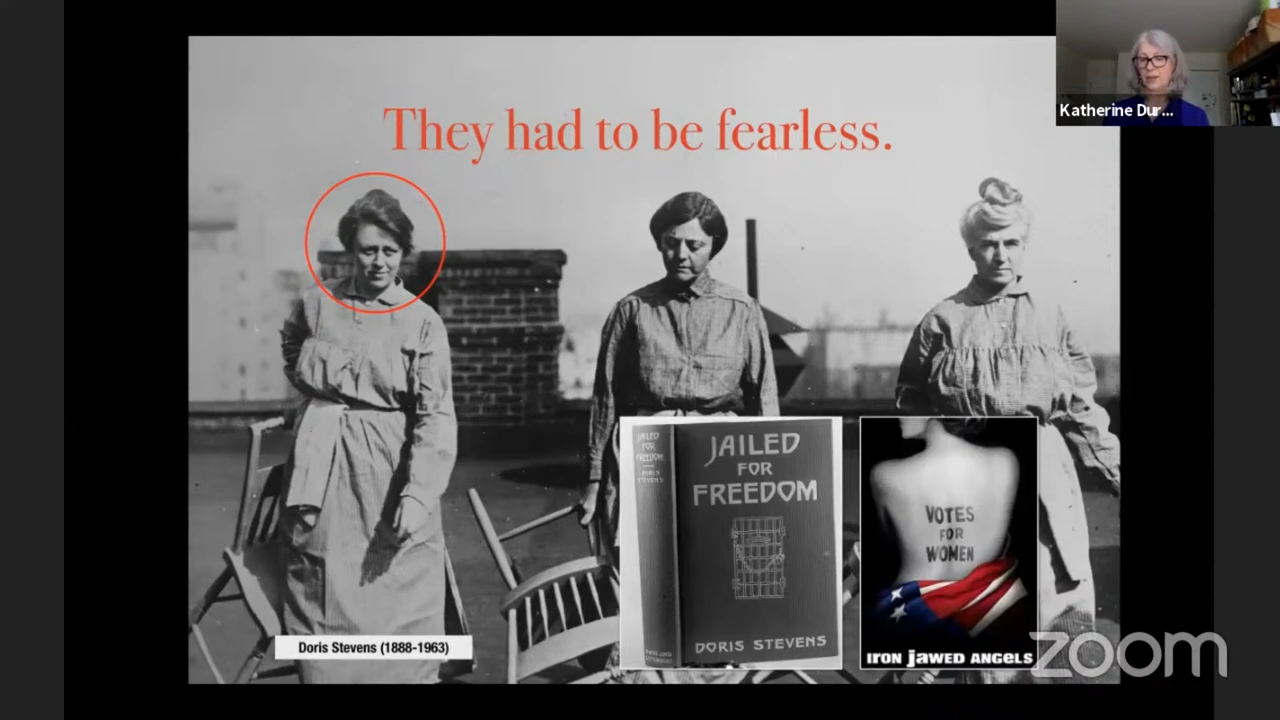 They had to be fearless.
Katherine Dur...
JAILED
FOR
FREEDOM
DORIS STEVENS
JAILED
FOR
FREEDOM
DORIS STEVENS
VOTES
FOR
WOMEN
IRON JAWED ANGELS
Doris Stevens (1888-1963)
zoom